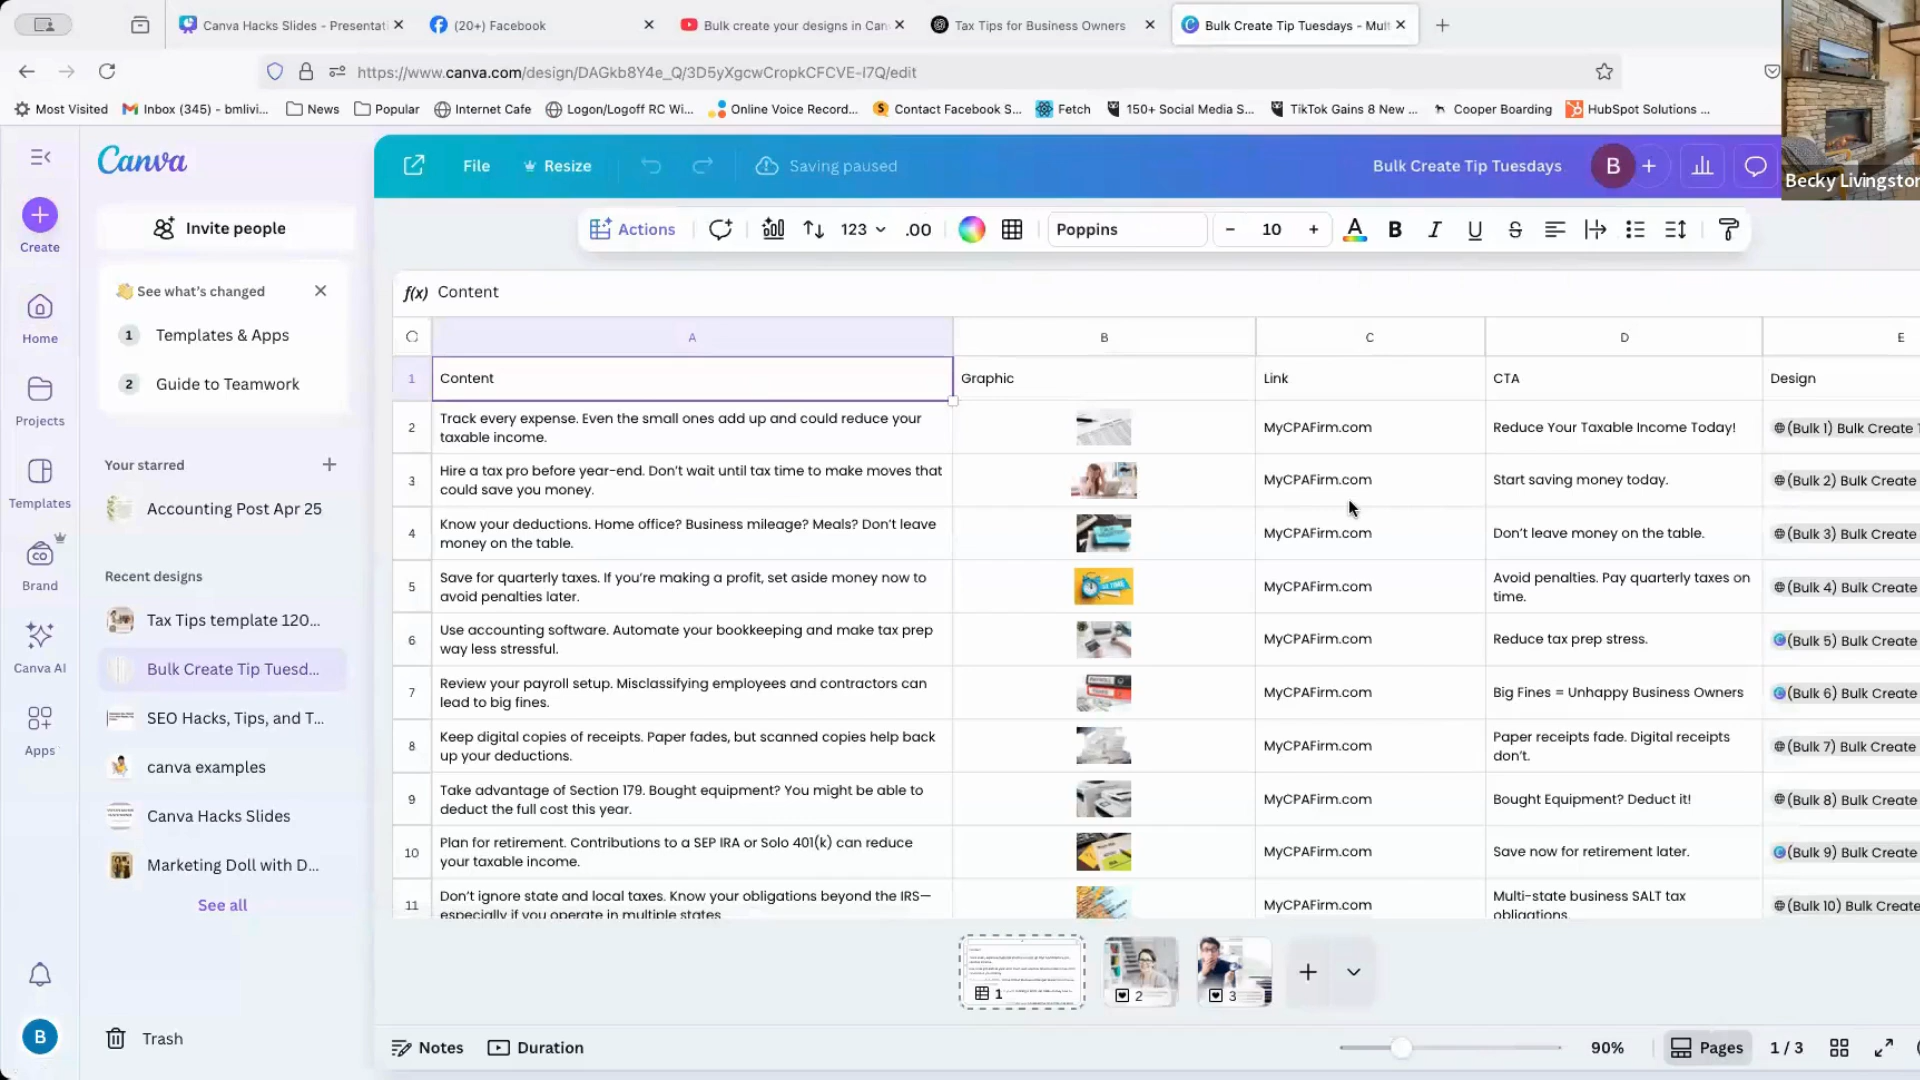 Canva Hacks Slides - Presentati
(20+) Facebook
Bulk create your designs in Can
Tax Tips for Business Owners
Bulk Create Tip Tuesdays - Mult
https://www.canva.com/design/DAGkb8Y4e_Q/3D5yXgcwCropkCFCVE-I7Q/edit
Most Visited
Inbox (345) - bmlivi...
News
Popular
Internet Cafe
Logon/Logoff RC Wi...
Online Voice Record...
Contact Facebook S...
Fetch
150+ Social Media S...
TikTok Gains 8 New ...
Cooper Boarding
HubSpot Solutions ...
Becky Livingston
Canva
Create
Home
Projects
Templates
Brand
Canva AI
Apps
B
Invite people
See what's changed
1 Templates & Apps
2 Guide to Teamwork
Your starred
Accounting Post Apr 25
Recent designs
Tax Tips template 120...
Bulk Create Tip Tuesd...
SEO Hacks, Tips, and T...
canva examples
Canva Hacks Slides
Marketing Doll with D...
See all
Trash
File
Resize
Saving paused
Bulk Create Tip Tuesdays
B
Actions
123
.00
Poppins
10
A
B
I
U
S
f(x) Content
A B C D E
1 Content Graphic Link CTA Design
2 Track every expense. Even the small ones add up and could reduce your
taxable income.
MyCPAFirm.com
Reduce Your Taxable Income Today!
(Bulk 1) Bulk Create T
3 Hire a tax pro before year-end. Don't wait until tax time to make moves that
could save you money.
MyCPAFirm.com
Start saving money today.
(Bulk 2) Bulk Create
4 Know your deductions. Home office? Business mileage? Meals? Don't leave
money on the table.
MyCPAFirm.com
Don't leave money on the table.
(Bulk 3) Bulk Create
5 Save for quarterly taxes. If you're making a profit, set aside money now to
avoid penalties later.
MyCPAFirm.com
Avoid penalties. Pay quarterly taxes on
time.
(Bulk 4) Bulk Create
6 Use accounting software. Automate your bookkeeping and make tax prep
way less stressful.
MyCPAFirm.com
Reduce tax prep stress.
(Bulk 5) Bulk Create
7 Review your payroll setup. Misclassifying employees and contractors can
lead to big fines.
MyCPAFirm.com
Big Fines = Unhappy Business Owners
(Bulk 6) Bulk Create
8 Keep digital copies of receipts. Paper fades, but scanned copies help back
up your deductions.
MyCPAFirm.com
Paper receipts fade. Digital receipts
don't.
(Bulk 7) Bulk Create
9 Take advantage of Section 179. Bought equipment? You might be able to
deduct the full cost this year.
MyCPAFirm.com
Bought Equipment? Deduct it!
(Bulk 8) Bulk Create
10 Plan for retirement. Contributions to a SEP IRA or Solo 401(k) can reduce
your taxable income.
MyCPAFirm.com
Save now for retirement later.
(Bulk 9) Bulk Create
11 Don't ignore state and local taxes. Know your obligations beyond the IRS—
especially if you operate in multiple states.
MyCPAFirm.com
Multi-state business SALT tax
obligations.
(Bulk 10) Bulk Create
1
2
3
Notes
Duration
90%
Pages
1 / 3